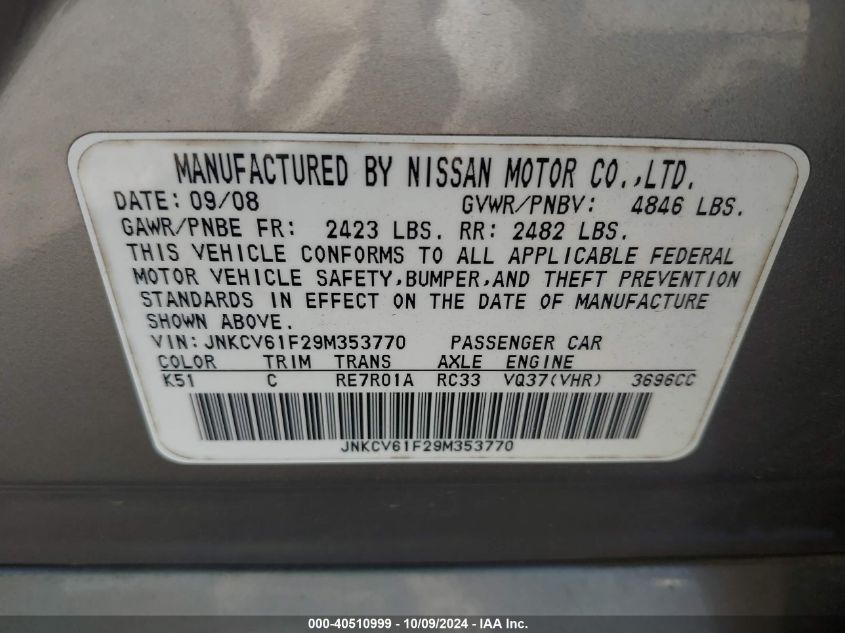 MANUFACTURED BY NISSAN MOTOR CO.,LTD.
DATE: 09/08 GVWR/PNBV: 4846 LBS.
GAWR/PNBE FR: 2423 LBS. RR: 2482 LBS.
THIS VEHICLE CONFORMS TO ALL APPLICABLE FEDERAL
MOTOR VEHICLE SAFETY,BUMPER,AND THEFT PREVENTION
STANDARDS IN EFFECT ON THE DATE OF MANUFACTURE
SHOWN ABOVE.
VIN:JNKCV61F29M353770 PASSENGER CAR
COLOR TRIM TRANS AXLE ENGINE
K51 C RE7R01A RC33 VQ37(VHR) 3696CC
JNKCV61F29M353770
000-40510999 - 10/09/2024 - IAA Inc.